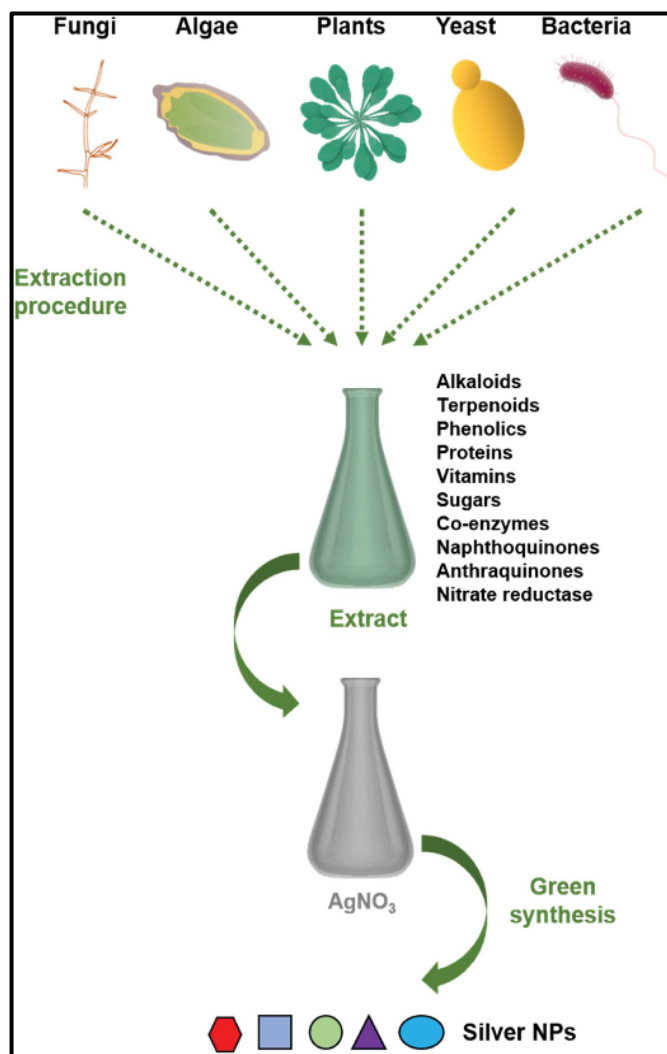 Fungi Algae Plants Yeast Bacteria
Extraction
procedure
Alkaloids
Terpenoids
Phenolics
Proteins
Vitamins
Sugars
Co-enzymes
Naphthoquinones
Anthraquinones
Nitrate reductase
Extract
AgNO₃
Green
synthesis
Silver NPs